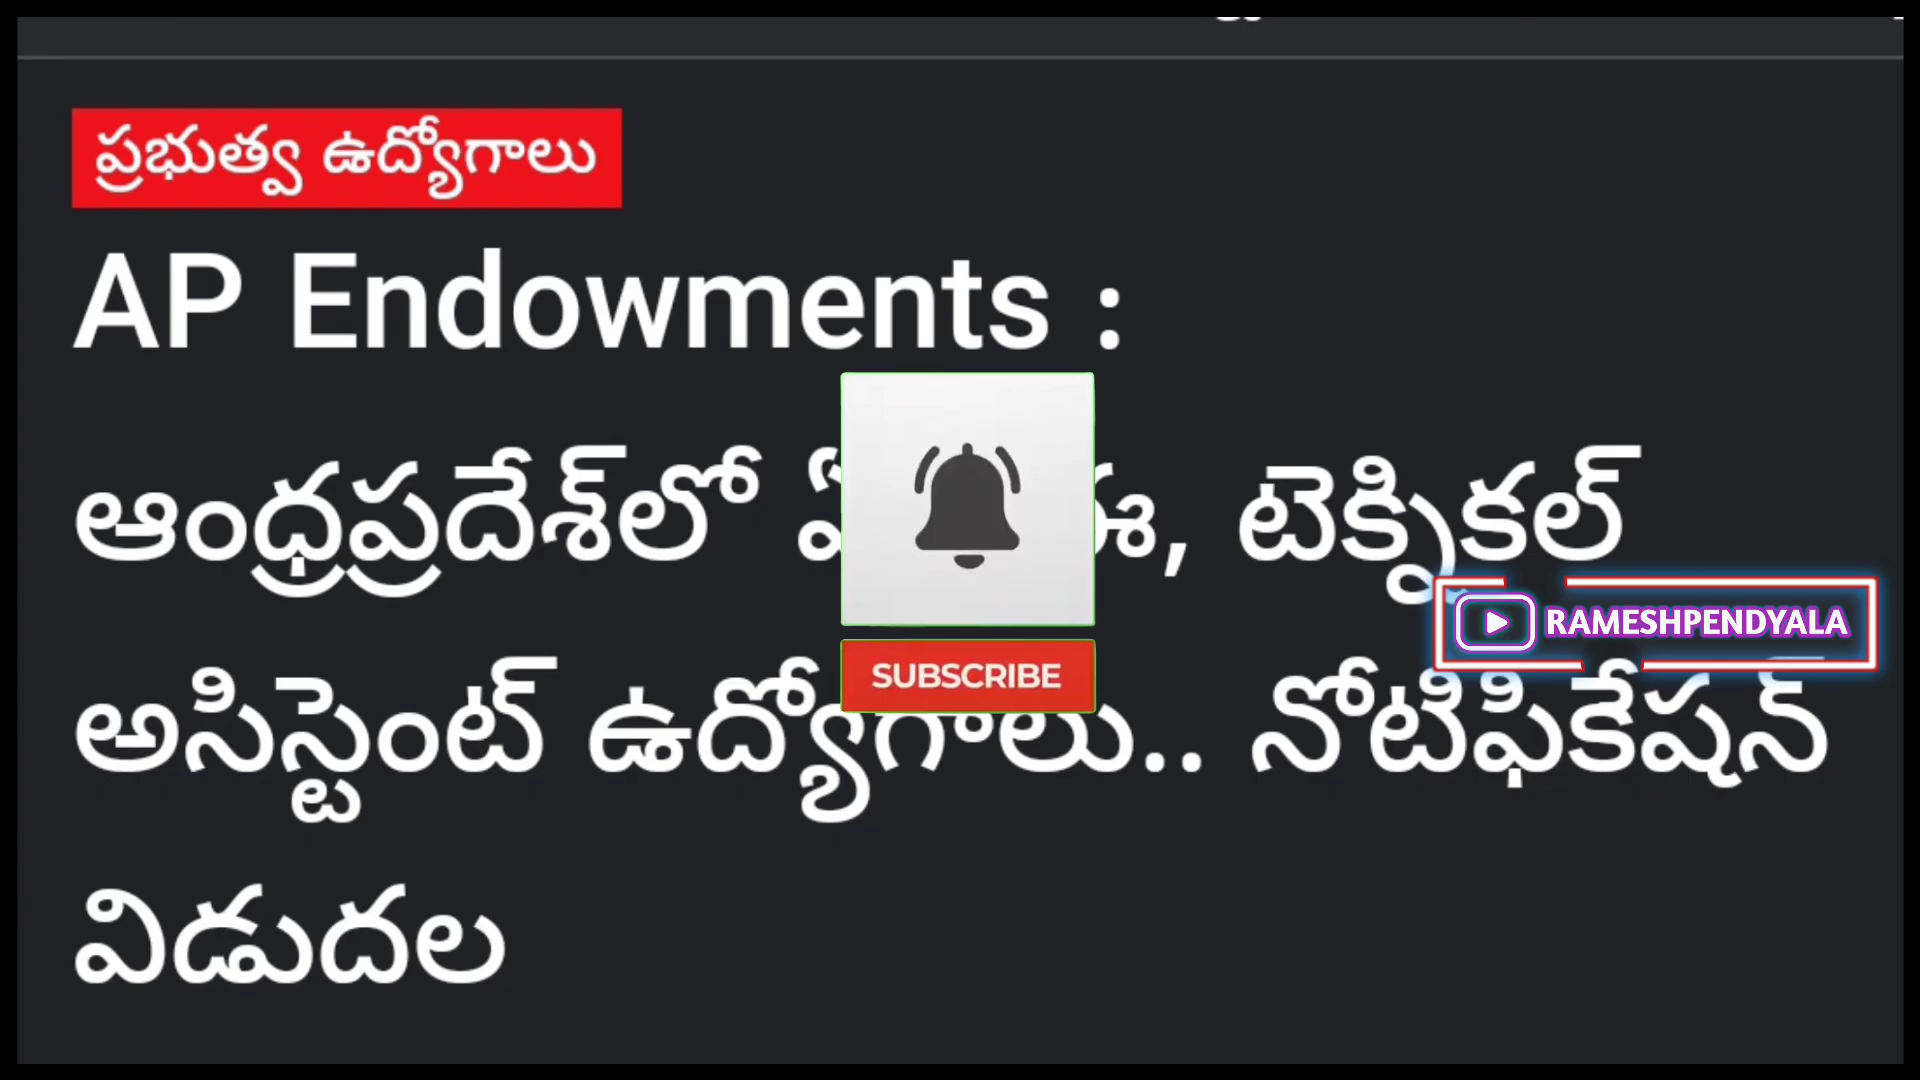 ప్రభుత్వ ఉద్యోగాలు
AP Endowments :
ఆంధ్రప్రదేశ్‌లో టెక్నికల్
RAMESHPENDYALA
SUBSCRIBE
అసిస్టెంట్ ఉద్యోగాలు.. నోటిఫికేషన్
విడుదల